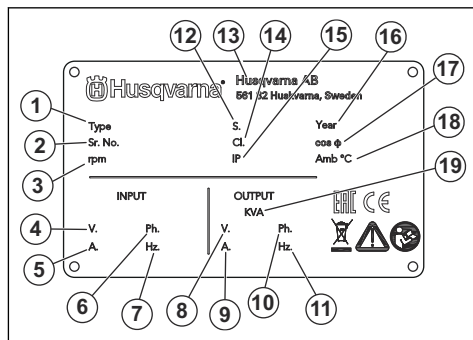 12 13 14 15 16
Husqvarna
Husqvarna AB
561 82 Huskvarna, Sweden
17
1 Type S. Year
2 Sr. No. Cl. cos ϕ
18
3 rpm IP Amb °C
19
INPUT OUTPUT
KVA
EAC CE
4 V. Ph. V. Ph.
5 A. Hz. A. Hz.
6 7 8 9 10 11